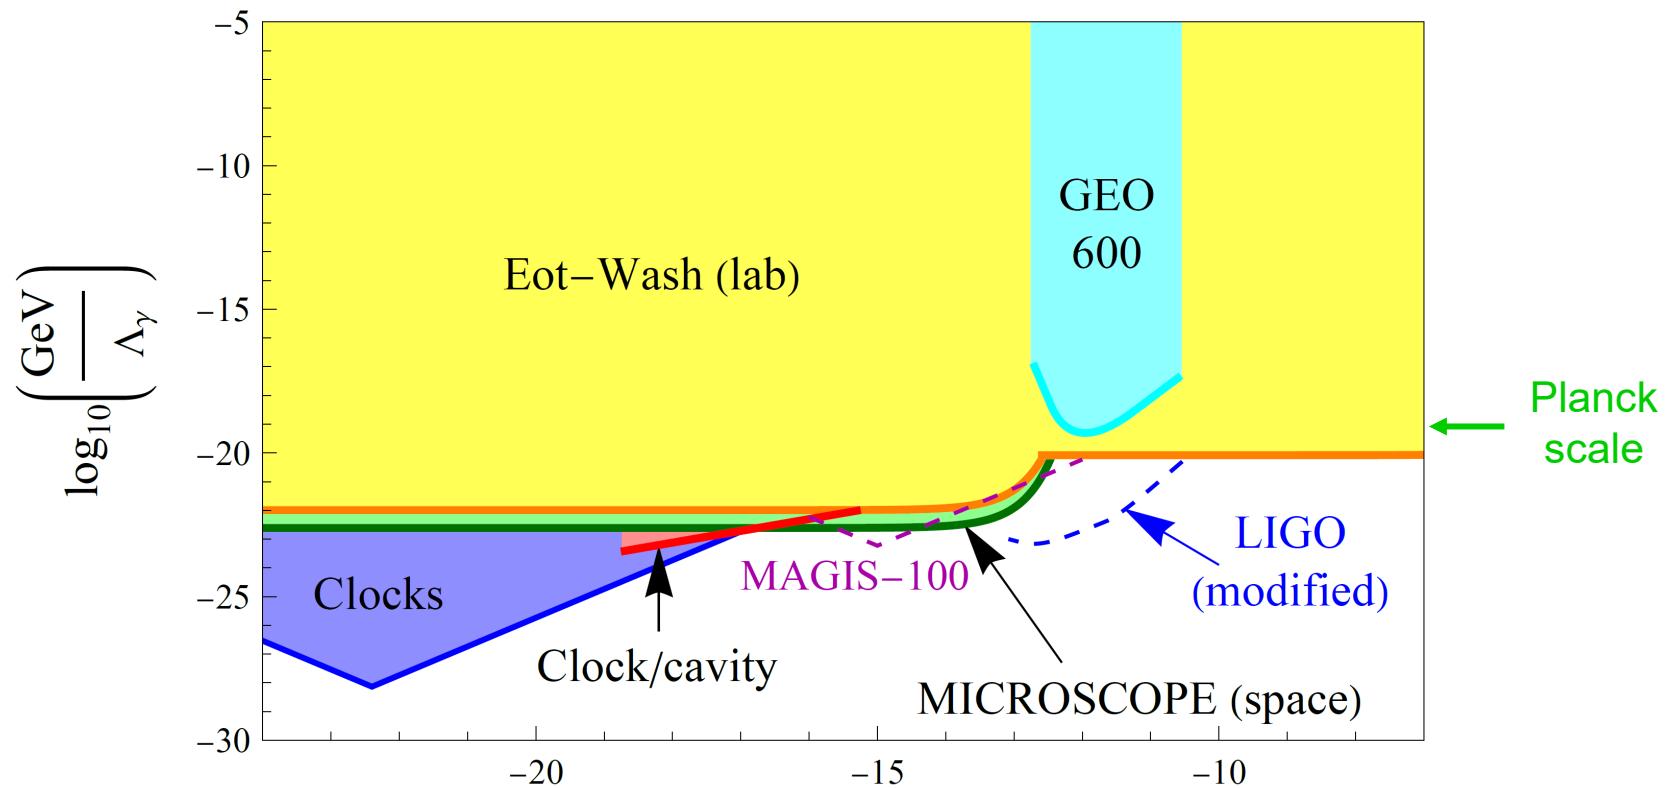 −5
−10
−15
−20
−25
−30
log10(GeV/Λγ)
GEO
600
Eot−Wash (lab)
Planck
scale
LIGO
(modified)
MAGIS−100
Clocks
Clock/cavity
MICROSCOPE (space)
−20
−15
−10